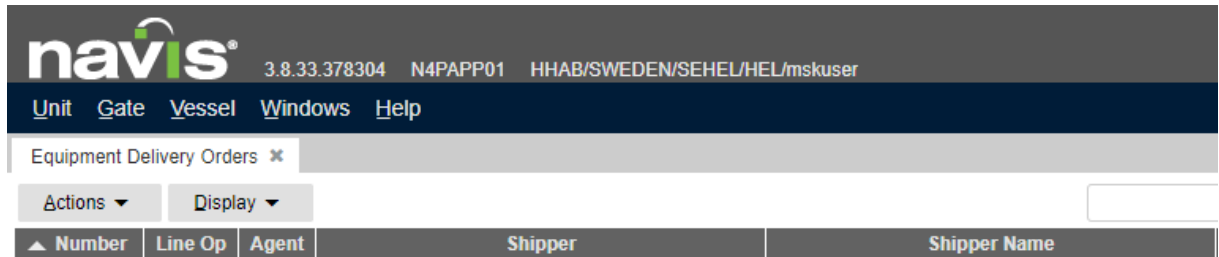 navis® 3.8.33.378304 N4PAPP01 HHAB/SWEDEN/SEHEL/HEL/mskuser
Unit Gate Vessel Windows Help
Equipment Delivery Orders ✖
Actions ▼ Display ▼
▲ Number Line Op Agent Shipper Shipper Name